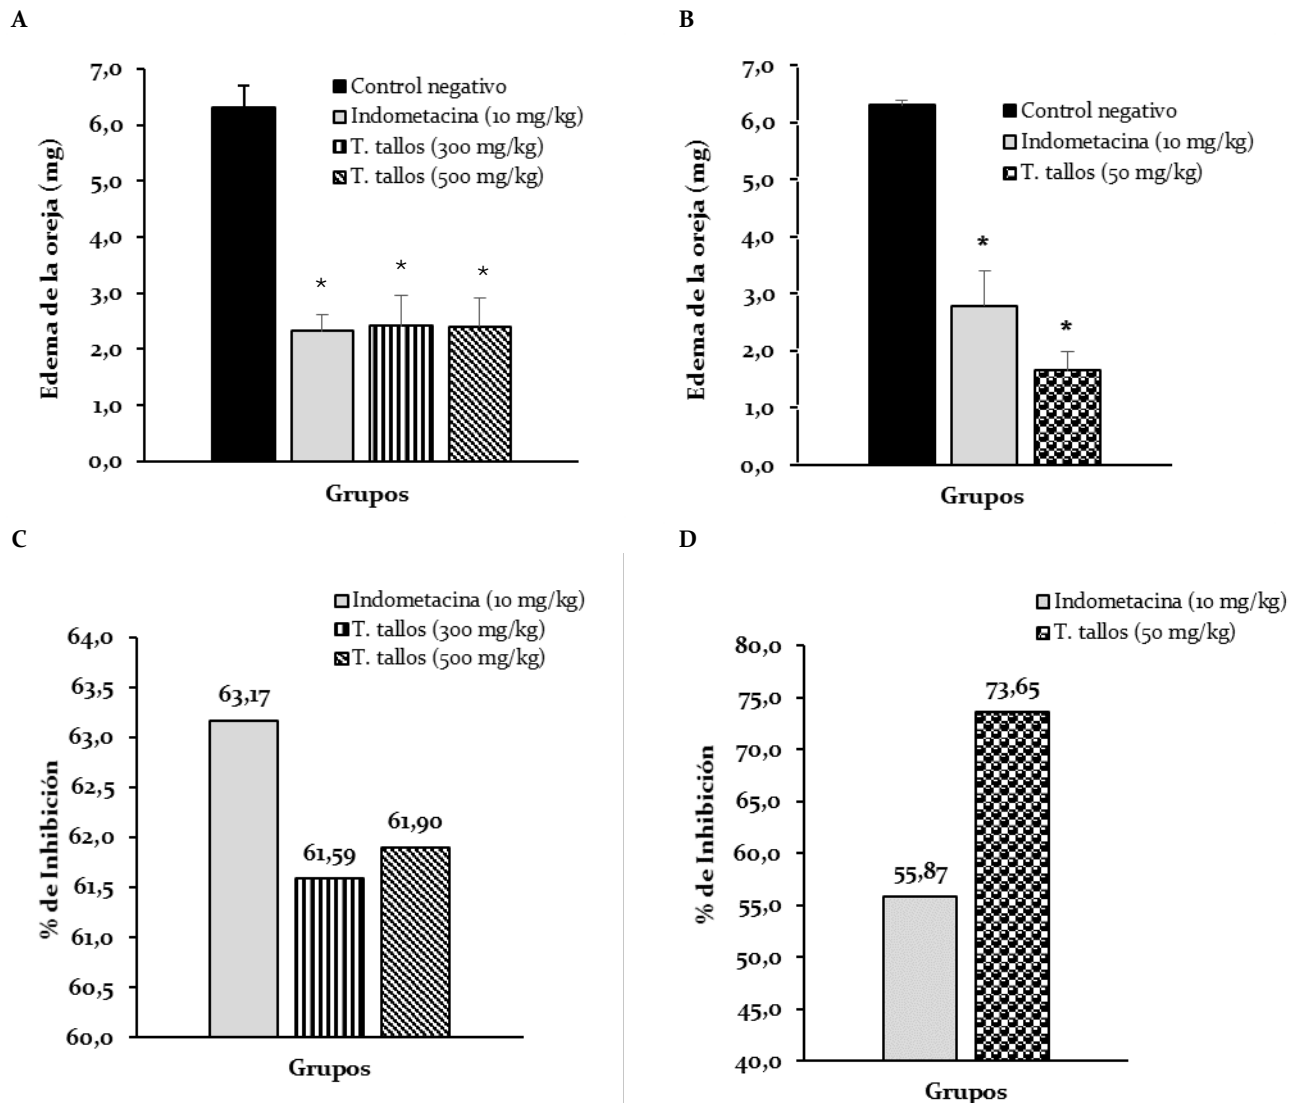 A
7,0
6,0
5,0
4,0
3,0
2,0
1,0
0,0
Edema de la oreja (mg)
Control negativo
Indometacina (10 mg/kg)
T. tallos (300 mg/kg)
T. tallos (500 mg/kg)
*
*
*
Grupos
B
7,0
6,0
5,0
4,0
3,0
2,0
1,0
0,0
Edema de la oreja (mg)
Control negativo
Indometacina (10 mg/kg)
T. tallos (50 mg/kg)
*
*
Grupos
C
Indometacina (10 mg/kg)
T. tallos (300 mg/kg)
T. tallos (500 mg/kg)
64,0
63,5
63,0
62,5
62,0
61,5
61,0
60,5
60,0
% de Inhibición
63,17
61,59
61,90
Grupos
D
Indometacina (10 mg/kg)
T. tallos (50 mg/kg)
80,0
75,0
70,0
65,0
60,0
55,0
50,0
45,0
40,0
% de Inhibición
55,87
73,65
Grupos